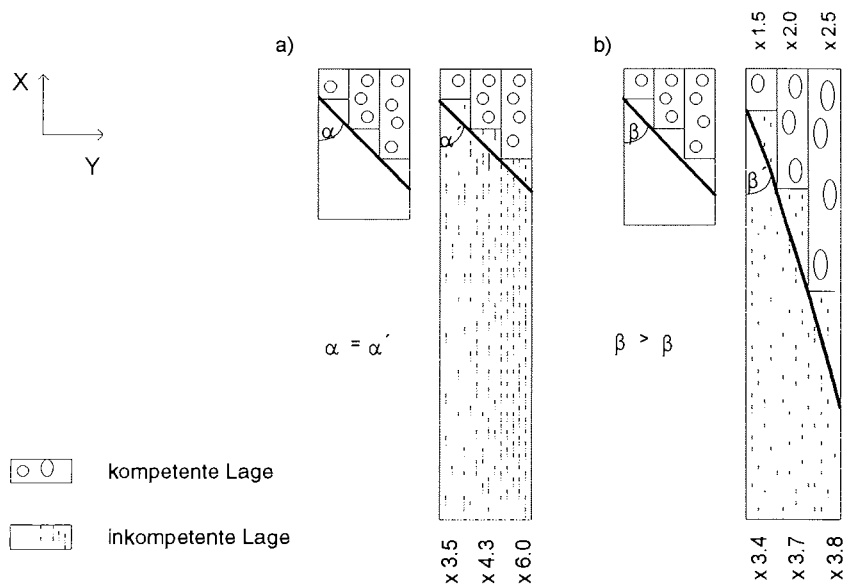 a)
b)
x 1.5
x 2.0
x 2.5
X
Y
α
α´
β
β´
α = α´
β > β
kompetente Lage
inkompetente Lage
x 3.5
x 4.3
x 6.0
x 3.4
x 3.7
x 3.8